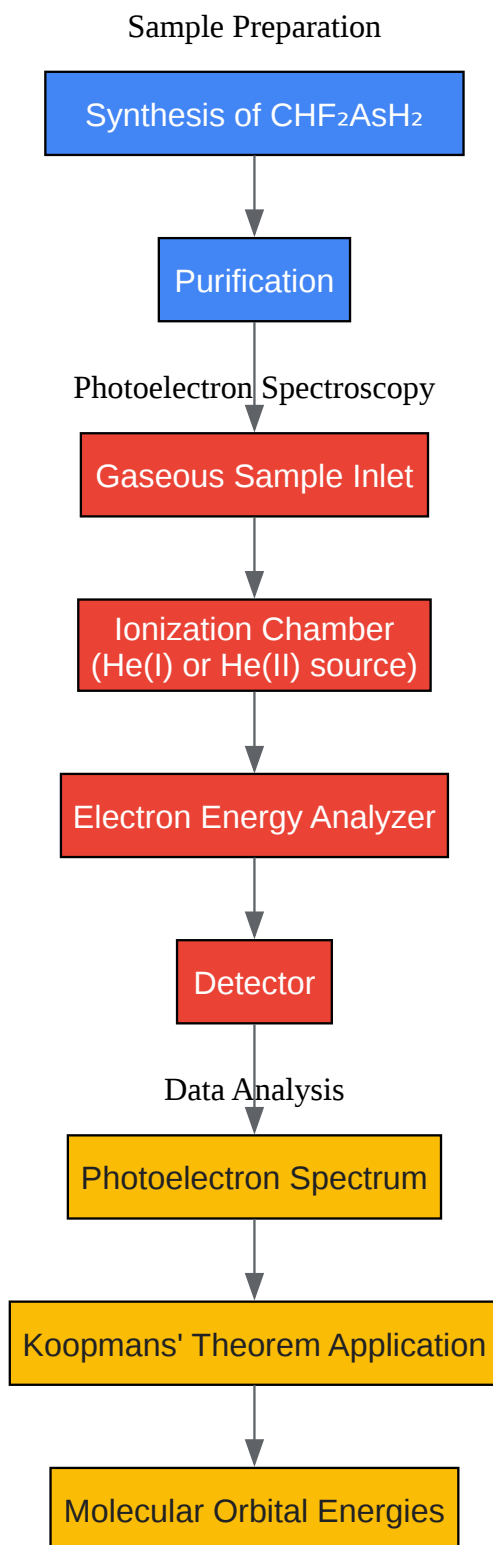 Sample Preparation
Synthesis of CHF₂AsH₂
Purification
Photoelectron Spectroscopy
Gaseous Sample Inlet
Ionization Chamber
(He(I) or He(II) source)
Electron Energy Analyzer
Detector
Data Analysis
Photoelectron Spectrum
Koopmans' Theorem Application
Molecular Orbital Energies